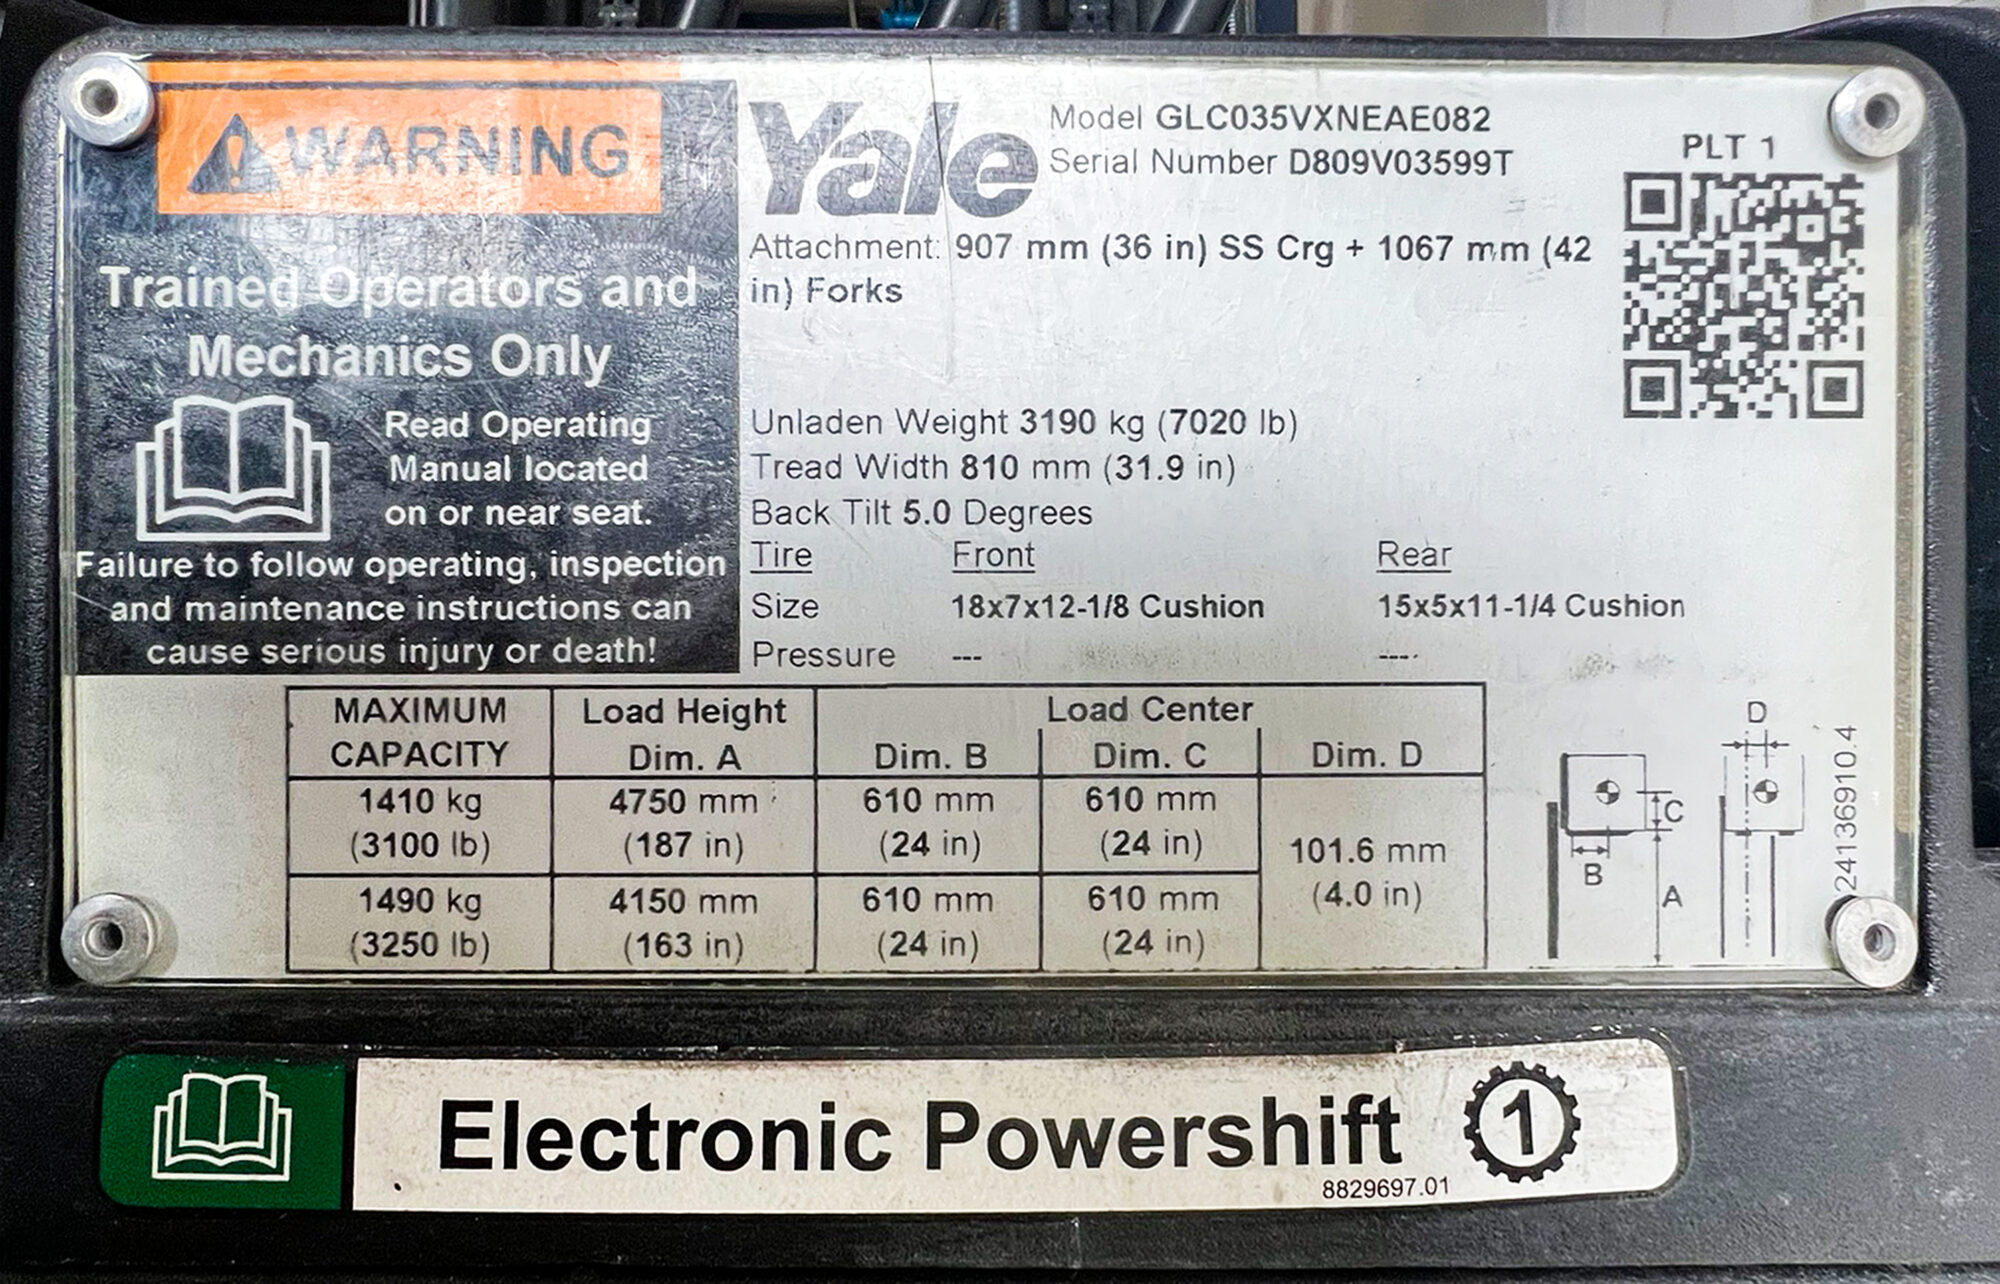 WARNING
Trained Operators and
Mechanics Only
Read Operating
Manual located
on or near seat.
Failure to follow operating, inspection
and maintenance instructions can
cause serious injury or death!
Yale
Model GLC035VXNEAE082
Serial Number D809V03599T
PLT 1
Attachment: 907 mm (36 in) SS Crg + 1067 mm (42
in) Forks
Unladen Weight 3190 kg (7020 lb)
Tread Width 810 mm (31.9 in)
Back Tilt 5.0 Degrees
Tire Front Rear
Size 18x7x12-1/8 Cushion 15x5x11-1/4 Cushion
Pressure --- ---
MAXIMUM Load Height Load Center
CAPACITY Dim. A Dim. B Dim. C Dim. D
1410 kg 4750 mm 610 mm 610 mm
(3100 lb) (187 in) (24 in) (24 in)
101.6 mm
(4.0 in)
1490 kg 4150 mm 610 mm 610 mm
(3250 lb) (163 in) (24 in) (24 in)
D
C
B
A
24136910.4
Electronic Powershift 1
8829697.01